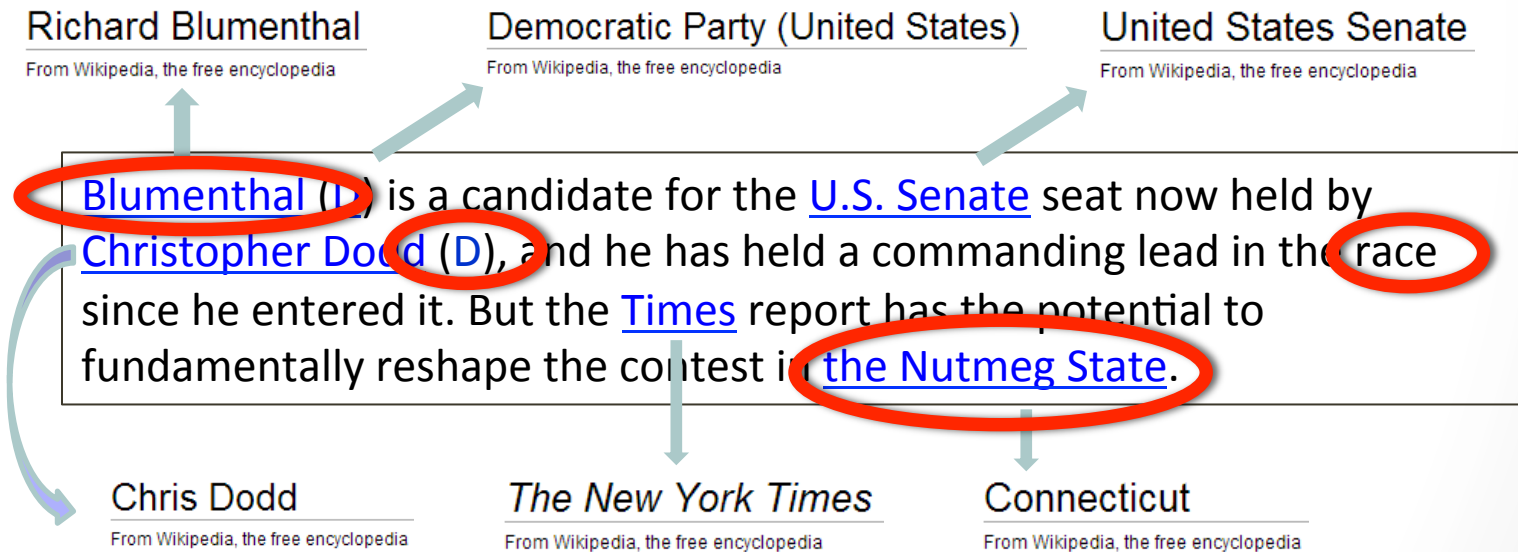 Richard Blumenthal
From Wikipedia, the free encyclopedia
Democratic Party (United States)
From Wikipedia, the free encyclopedia
United States Senate
From Wikipedia, the free encyclopedia
Blumenthal (D) is a candidate for the U.S. Senate seat now held by
Christopher Dodd (D), and he has held a commanding lead in the race
since he entered it. But the Times report has the potential to
fundamentally reshape the contest in the Nutmeg State.
Chris Dodd
From Wikipedia, the free encyclopedia
The New York Times
From Wikipedia, the free encyclopedia
Connecticut
From Wikipedia, the free encyclopedia